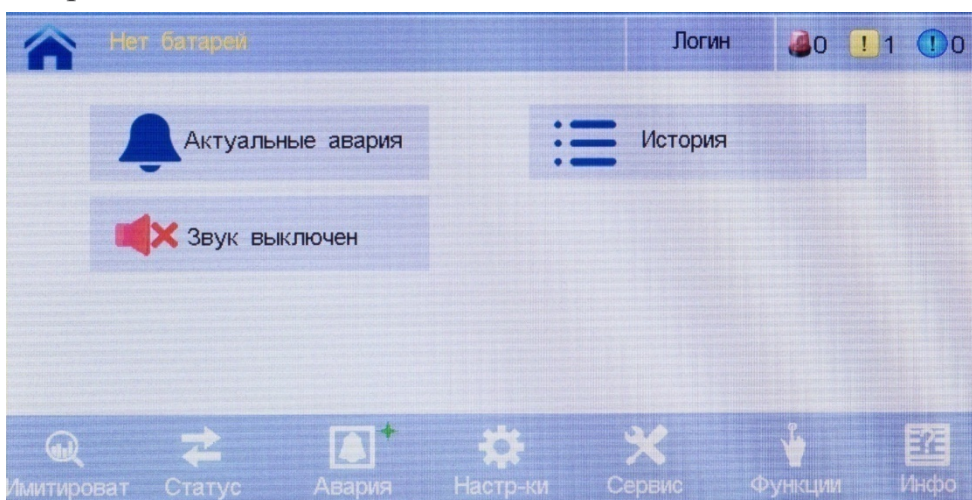 Нет батарей
Логин
0
1
0
Актуальные авария
История
Звук выключен
Имитироват
Статус
Авария
Настр-ки
Сервис
Функции
Инфо